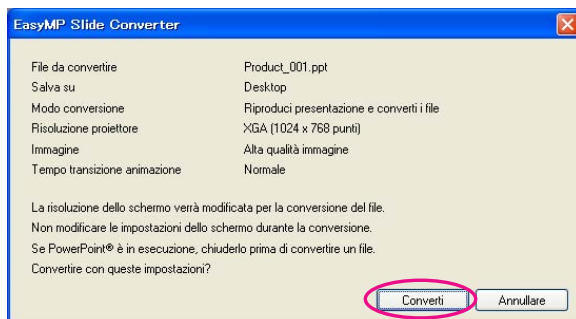 EasyMP Slide Converter
File da convertire Product_001.ppt
Salva su Desktop
Modo conversione Riproduci presentazione e converti i file
Risoluzione proiettore XGA (1024 x 768 punti)
Immagine Alta qualità immagine
Tempo transizione animazione Normale
La risoluzione dello schermo verrà modificata per la conversione del file.
Non modificare le impostazioni dello schermo durante la conversione.
Se PowerPoint® è in esecuzione, chiuderlo prima di convertire un file.
Convertire con queste impostazioni?
Converti Annullare